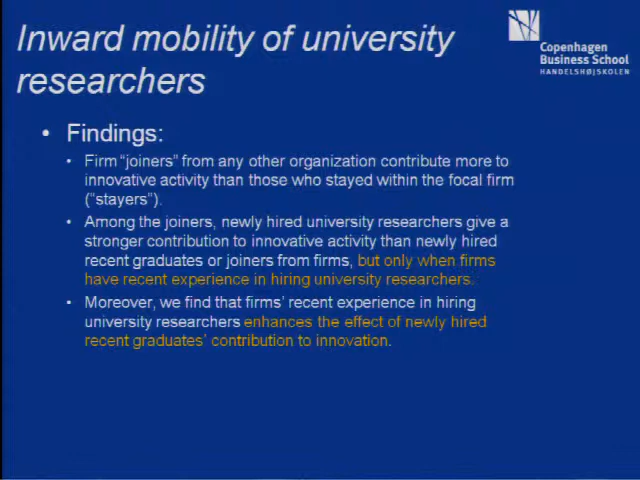 Inward mobility of university
researchers
Copenhagen
Business School
HANDELSHØJSKOLEN
• Findings:
• Firm “joiners” from any other organization contribute more to
innovative activity than those who stayed within the focal firm
(“stayers”).
• Among the joiners, newly hired university researchers give a
stronger contribution to innovative activity than newly hired
recent graduates or joiners from firms, but only when firms
have recent experience in hiring university researchers.
• Moreover, we find that firms’ recent experience in hiring
university researchers enhances the effect of newly hired
recent graduates’ contribution to innovation.